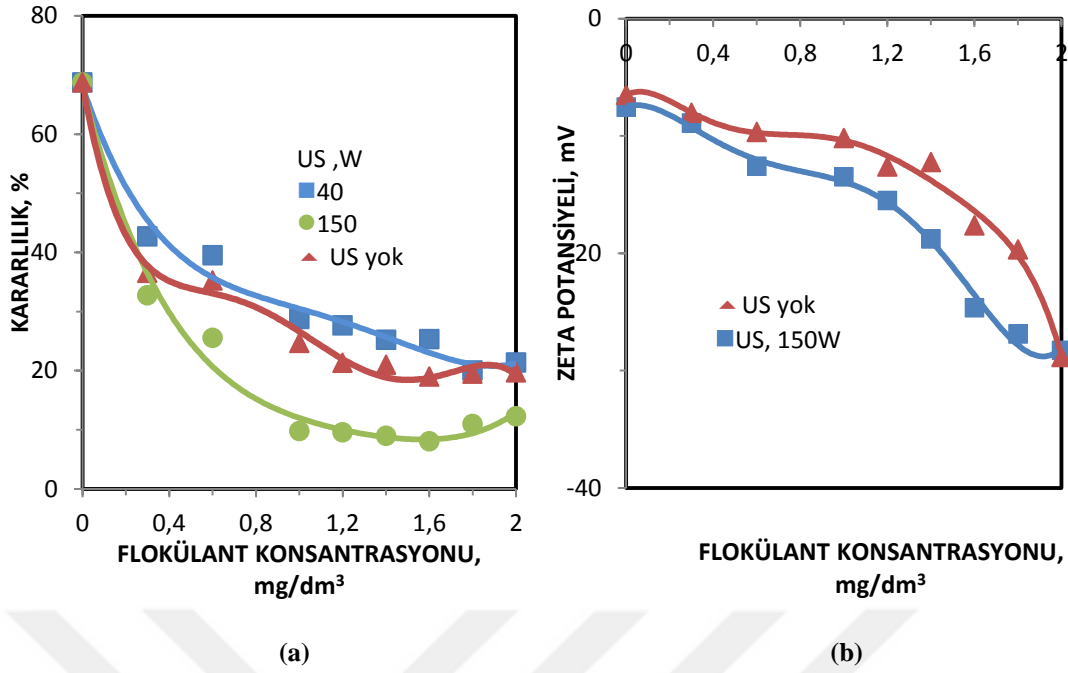 80
60
40
20
0
KARARLILIK, %
US ,W
40
150
US yok
0 0,4 0,8 1,2 1,6 2
FLOKÜLANT KONSANTRASYONU,
mg/dm³
(a)
0
20
-40
ZETA POTANSİYELİ, mV
0 0,4 0,8 1,2 1,6 2
US yok
US, 150W
FLOKÜLANT KONSANTRASYONU,
mg/dm³
(b)